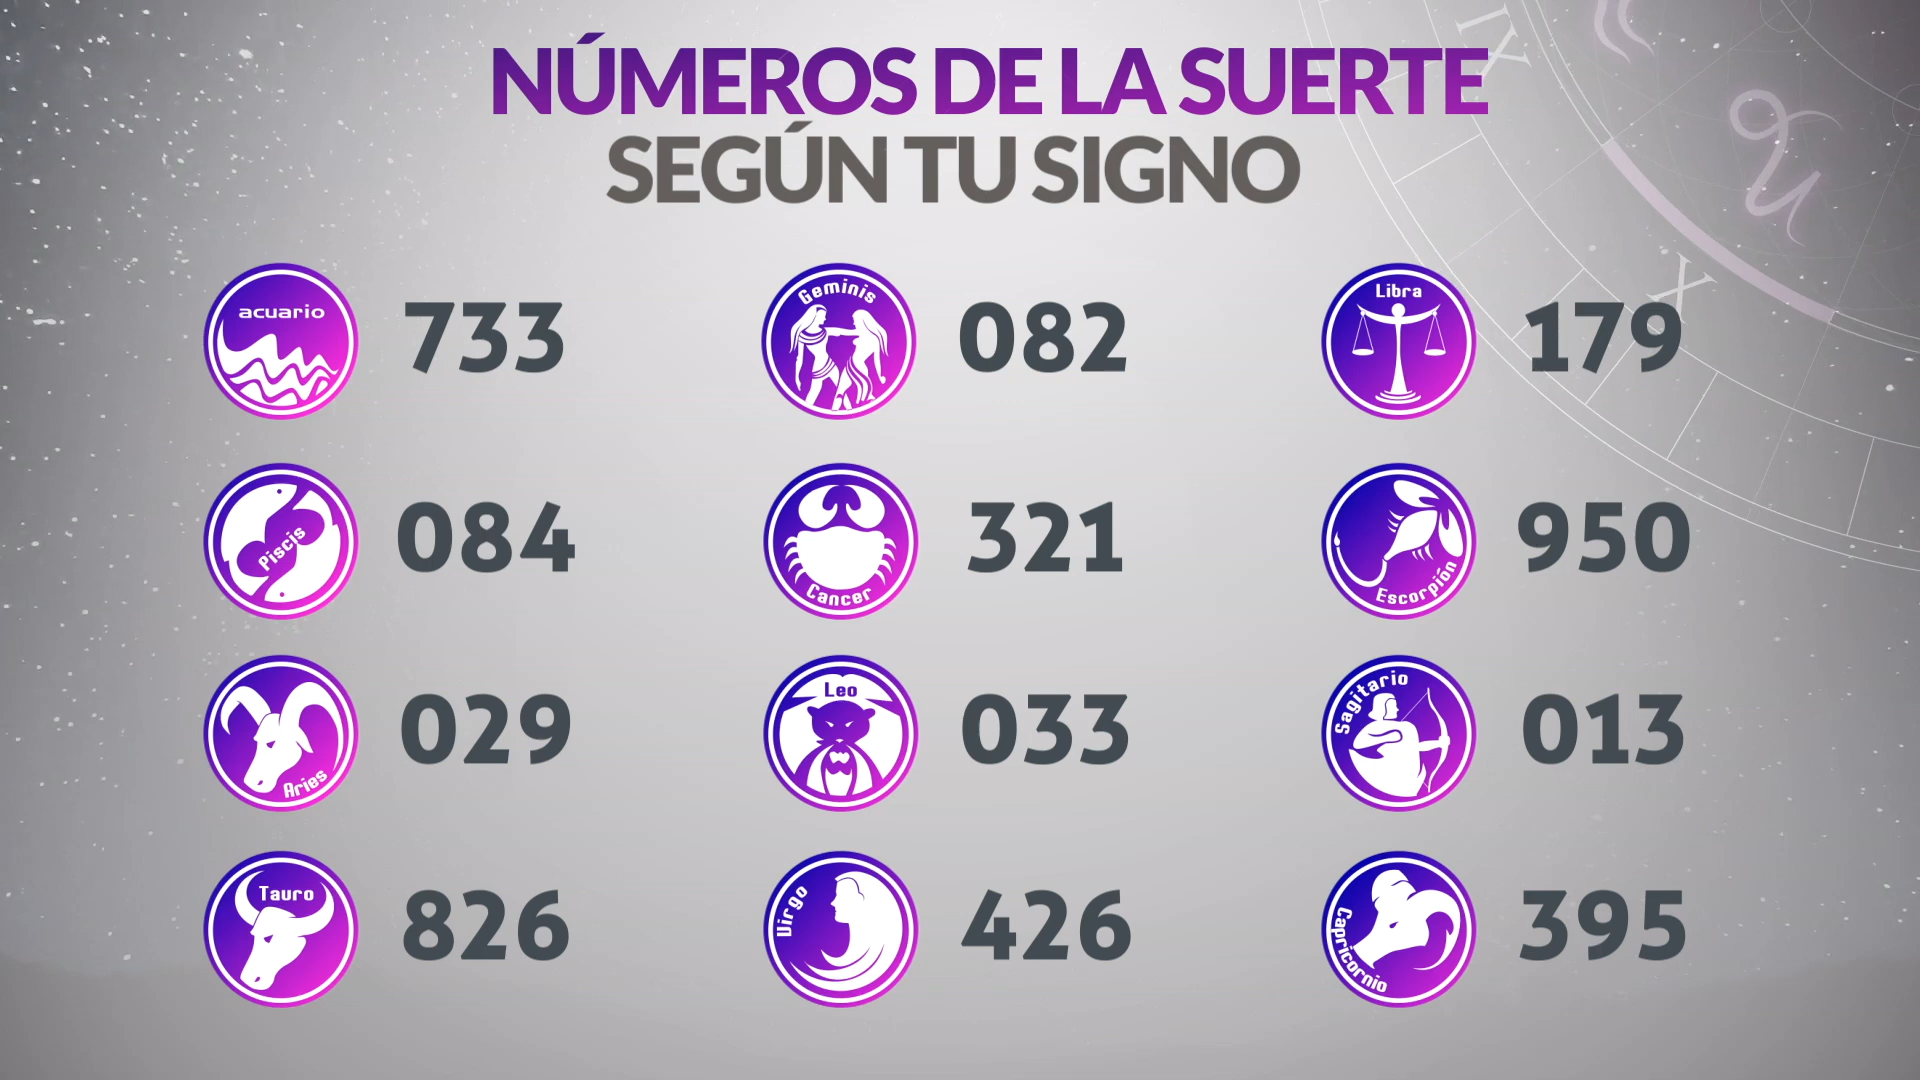 NÚMEROS DE LA SUERTE
SEGÚN TU SIGNO
acuario 733
Geminis 082
Libra 179
Piscis 084
Cancer 321
Escorpión 950
Aries 029
Leo 033
Sagitario 013
Tauro 826
Virgo 426
Capricornio 395
IX
X